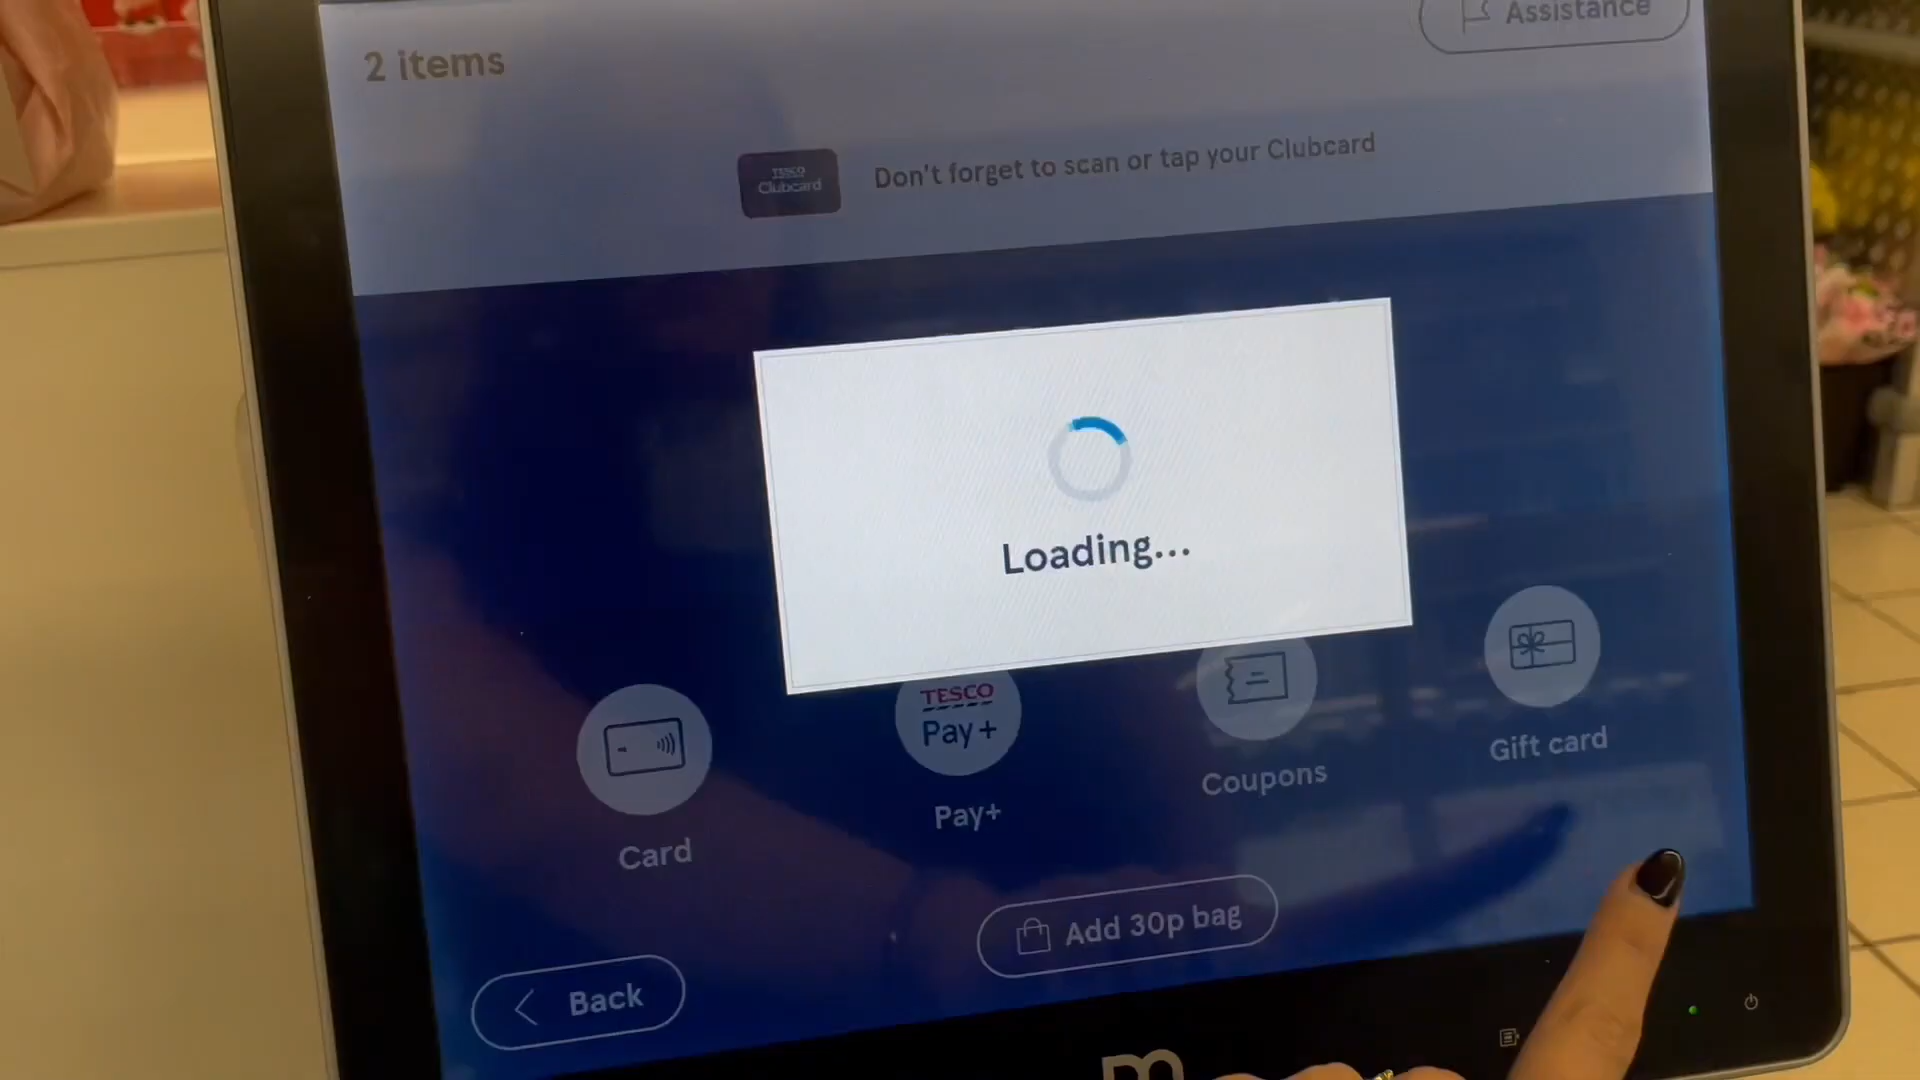 2 items
Assistance
TESCO
Clubcard
Don't forget to scan or tap your Clubcard
Loading...
TESCO
Pay+
Card
Pay+
Coupons
Gift card
Add 30p bag
Back